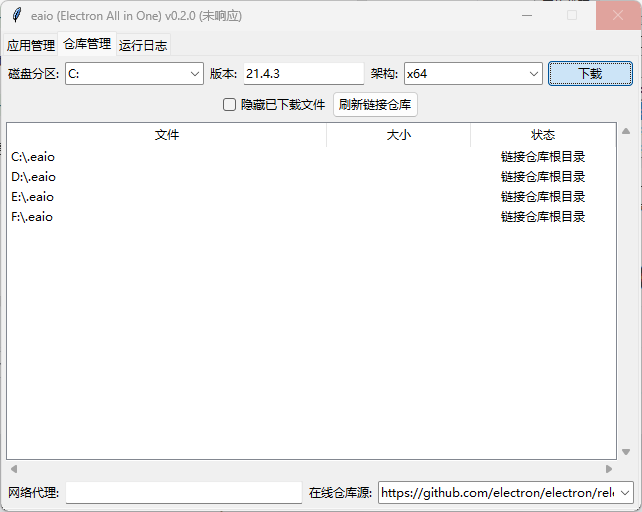 eaio (Electron All in One) v0.2.0 (未响应)
应用管理 仓库管理 运行日志
磁盘分区: C: 版本: 21.4.3 架构: x64 下载
隐藏已下载文件 刷新链接仓库
文件 大小 状态
C:\.eaio 链接仓库根目录
D:\.eaio 链接仓库根目录
E:\.eaio 链接仓库根目录
F:\.eaio 链接仓库根目录
网络代理: 在线仓库源: https://github.com/electron/electron/rele